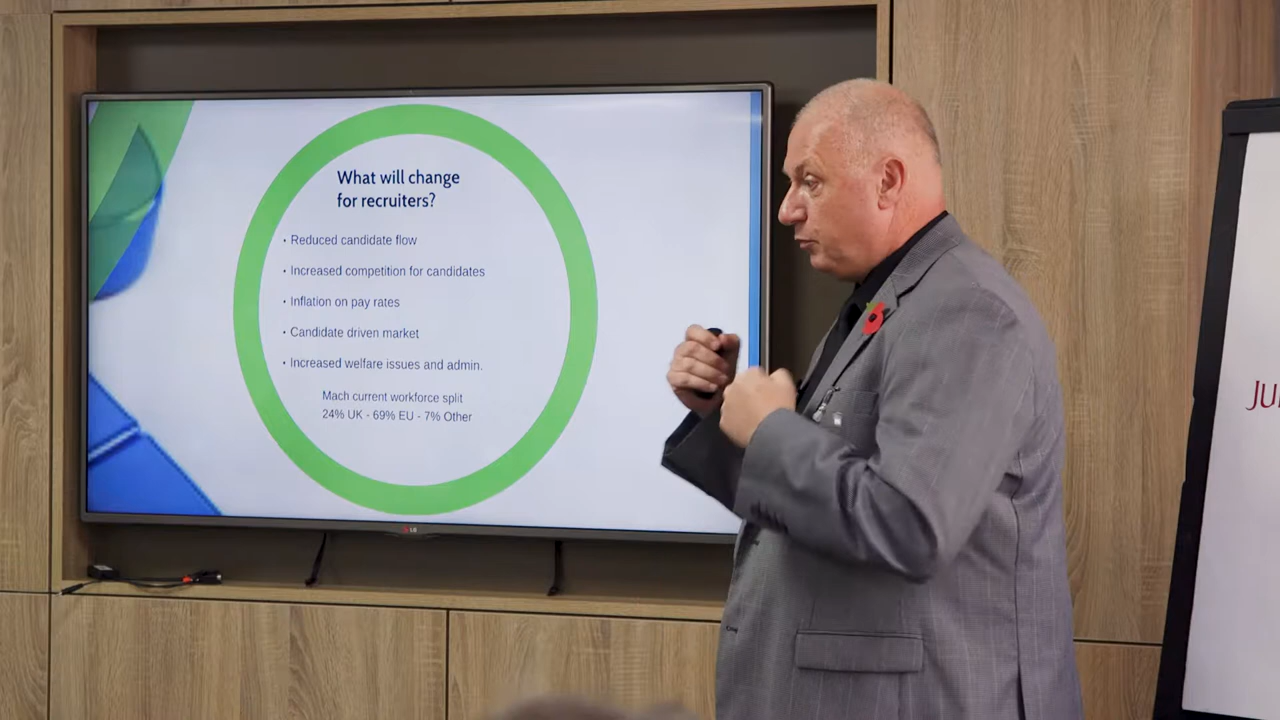 What will change
for recruiters?
• Reduced candidate flow
• Increased competition for candidates
• Inflation on pay rates
• Candidate driven market
• Increased welfare issues and admin.
Mach current workforce split
24% UK - 69% EU - 7% Other
LG